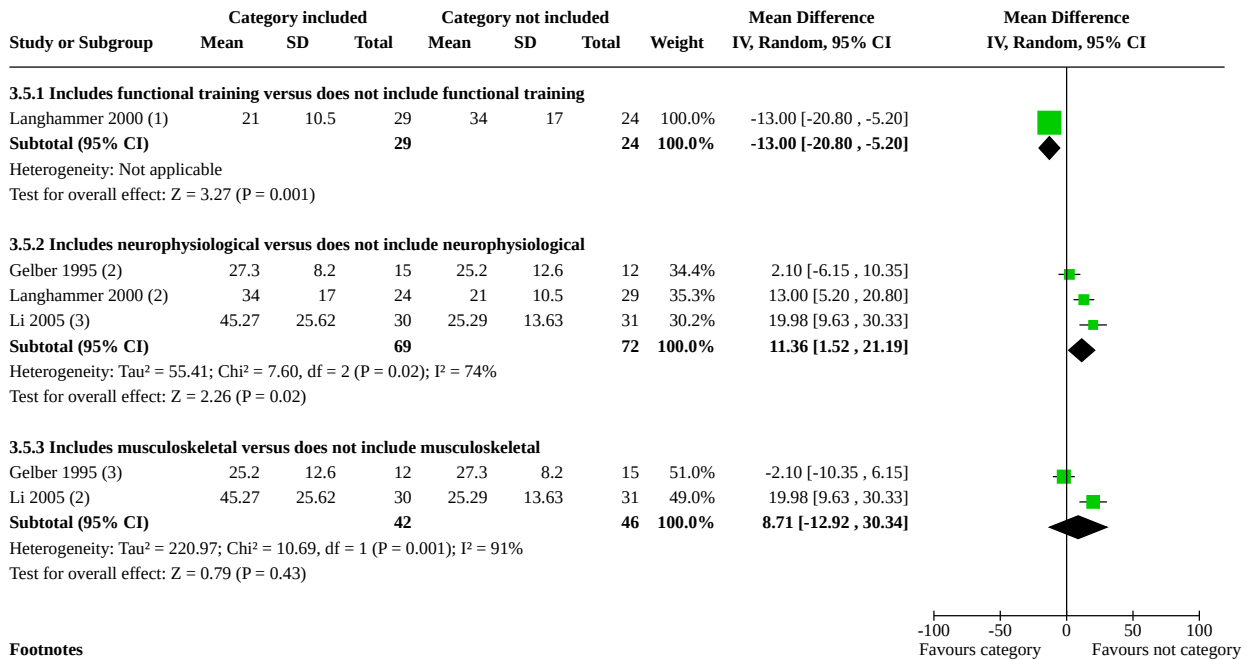 Category included Category not included Mean Difference Mean Difference
Study or Subgroup Mean SD Total Mean SD Total Weight IV, Random, 95% CI IV, Random, 95% CI
3.5.1 Includes functional training versus does not include functional training
Langhammer 2000 (1) 21 10.5 29 34 17 24 100.0% -13.00 [-20.80 , -5.20]
Subtotal (95% CI) 29 24 100.0% -13.00 [-20.80 , -5.20]
Heterogeneity: Not applicable
Test for overall effect: Z = 3.27 (P = 0.001)
3.5.2 Includes neurophysiological versus does not include neurophysiological
Gelber 1995 (2) 27.3 8.2 15 25.2 12.6 12 34.4% 2.10 [-6.15 , 10.35]
Langhammer 2000 (2) 34 17 24 21 10.5 29 35.3% 13.00 [5.20 , 20.80]
Li 2005 (3) 45.27 25.62 30 25.29 13.63 31 30.2% 19.98 [9.63 , 30.33]
Subtotal (95% CI) 69 72 100.0% 11.36 [1.52 , 21.19]
Heterogeneity: Tau² = 55.41; Chi² = 7.60, df = 2 (P = 0.02); I² = 74%
Test for overall effect: Z = 2.26 (P = 0.02)
3.5.3 Includes musculoskeletal versus does not include musculoskeletal
Gelber 1995 (3) 25.2 12.6 12 27.3 8.2 15 51.0% -2.10 [-10.35 , 6.15]
Li 2005 (2) 45.27 25.62 30 25.29 13.63 31 49.0% 19.98 [9.63 , 30.33]
Subtotal (95% CI) 42 46 100.0% 8.71 [-12.92 , 30.34]
Heterogeneity: Tau² = 220.97; Chi² = 10.69, df = 1 (P = 0.001); I² = 91%
Test for overall effect: Z = 0.79 (P = 0.43)
-100 -50 0 50 100
Footnotes Favours category Favours not category